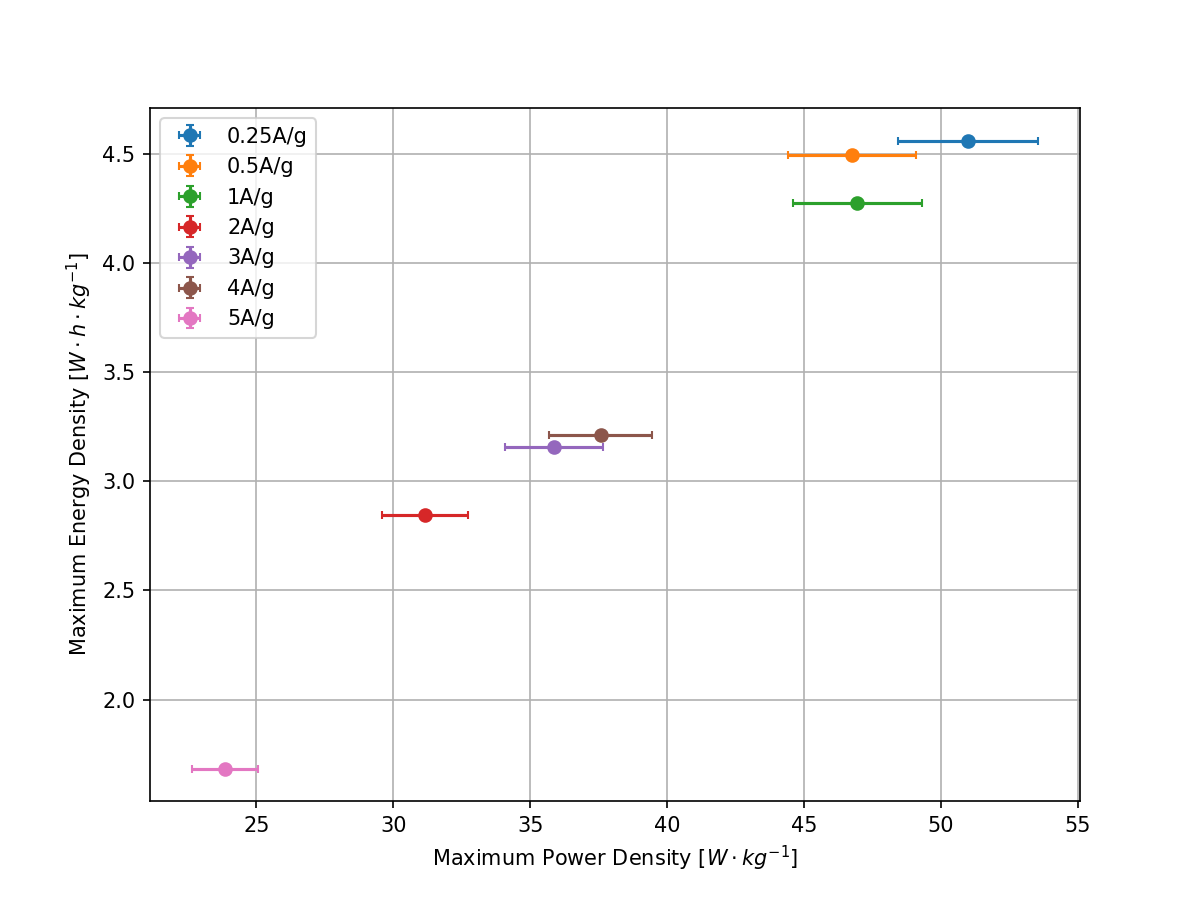 0.25A/g
0.5A/g
1A/g
2A/g
3A/g
4A/g
5A/g
4.5
4.0
3.5
3.0
2.5
2.0
Maximum Energy Density [W · h · kg⁻¹]
25 30 35 40 45 50 55
Maximum Power Density [W · kg⁻¹]